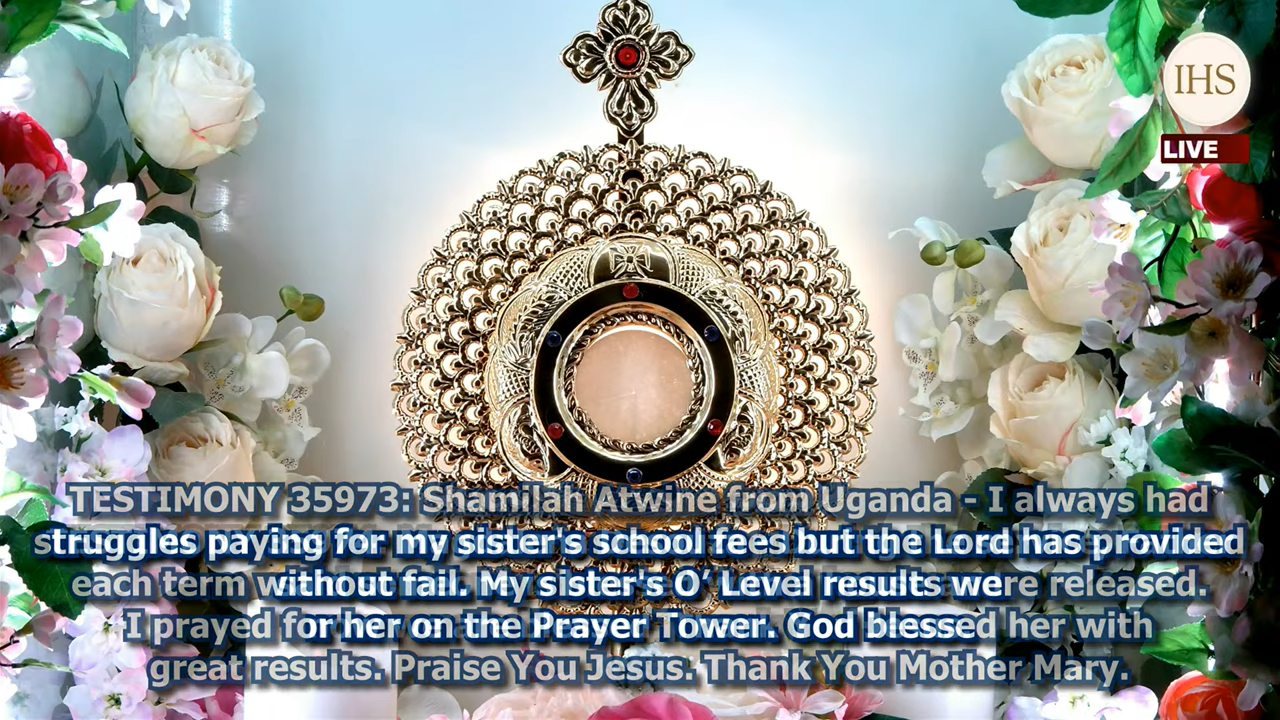 IHS
LIVE
TESTIMONY 35973: Shamilah Atwine from Uganda - I always had
struggles paying for my sister's school fees but the Lord has provided
each term without fail. My sister's O’ Level results were released.
I prayed for her on the Prayer Tower. God blessed her with
great results. Praise You Jesus. Thank You Mother Mary.